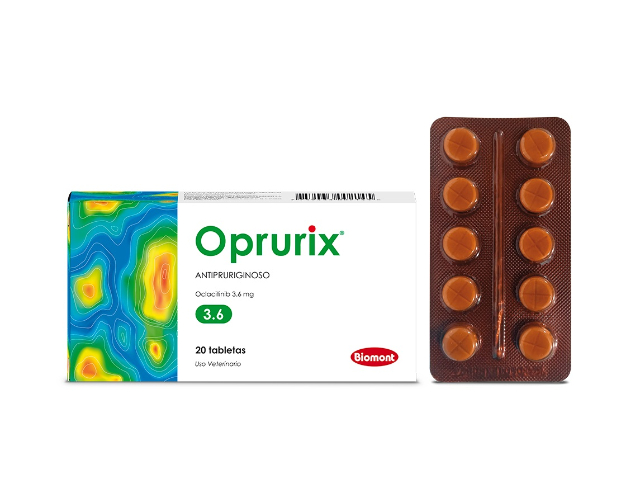 Oprurix®
ANTIPRURIGINOSO
Oclacitinib 3.6 mg
3.6
20 tabletas
Uso Veterinario
Biomont